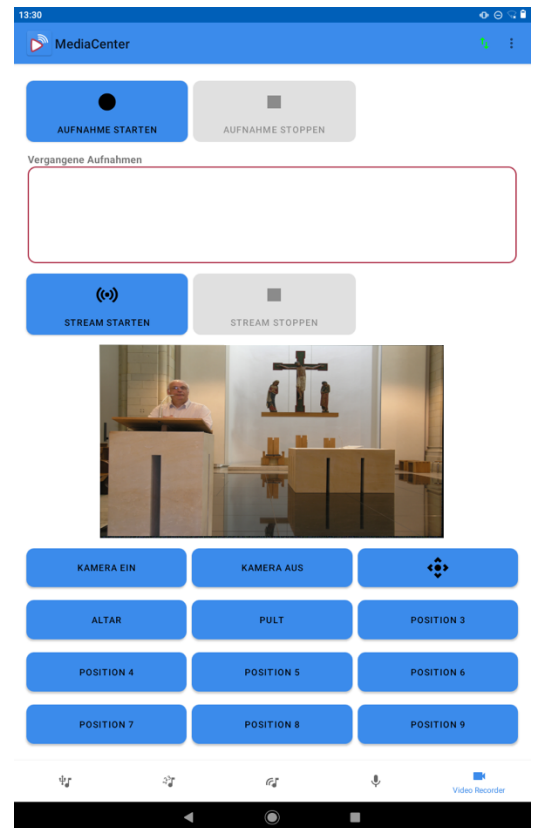 13:30
MediaCenter
AUFNAHME STARTEN
AUFNAHME STOPPEN
Vergangene Aufnahmen
STREAM STARTEN
STREAM STOPPEN
KAMERA EIN
KAMERA AUS
ALTAR
PULT
POSITION 3
POSITION 4
POSITION 5
POSITION 6
POSITION 7
POSITION 8
POSITION 9
Video Recorder